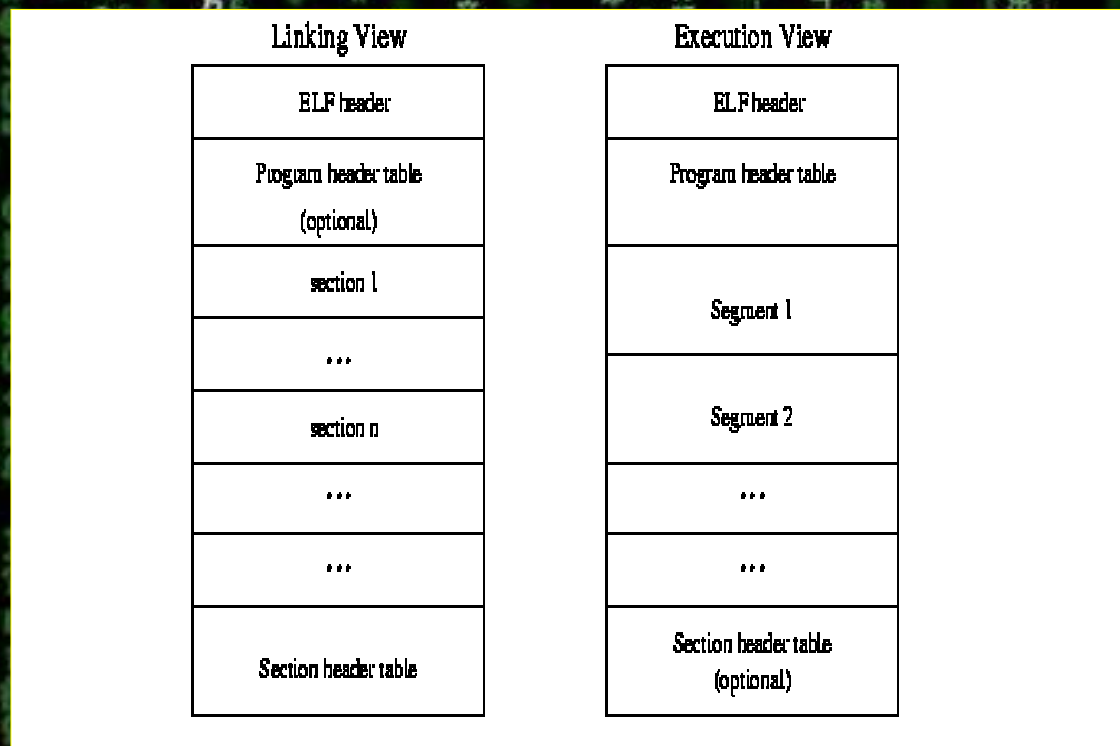 Linking View
ELF header
Program header table
(optional)
section 1
...
section n
...
...
Section header table
Execution View
ELF header
Program header table
Segment 1
Segment 2
...
...
Section header table
(optional)